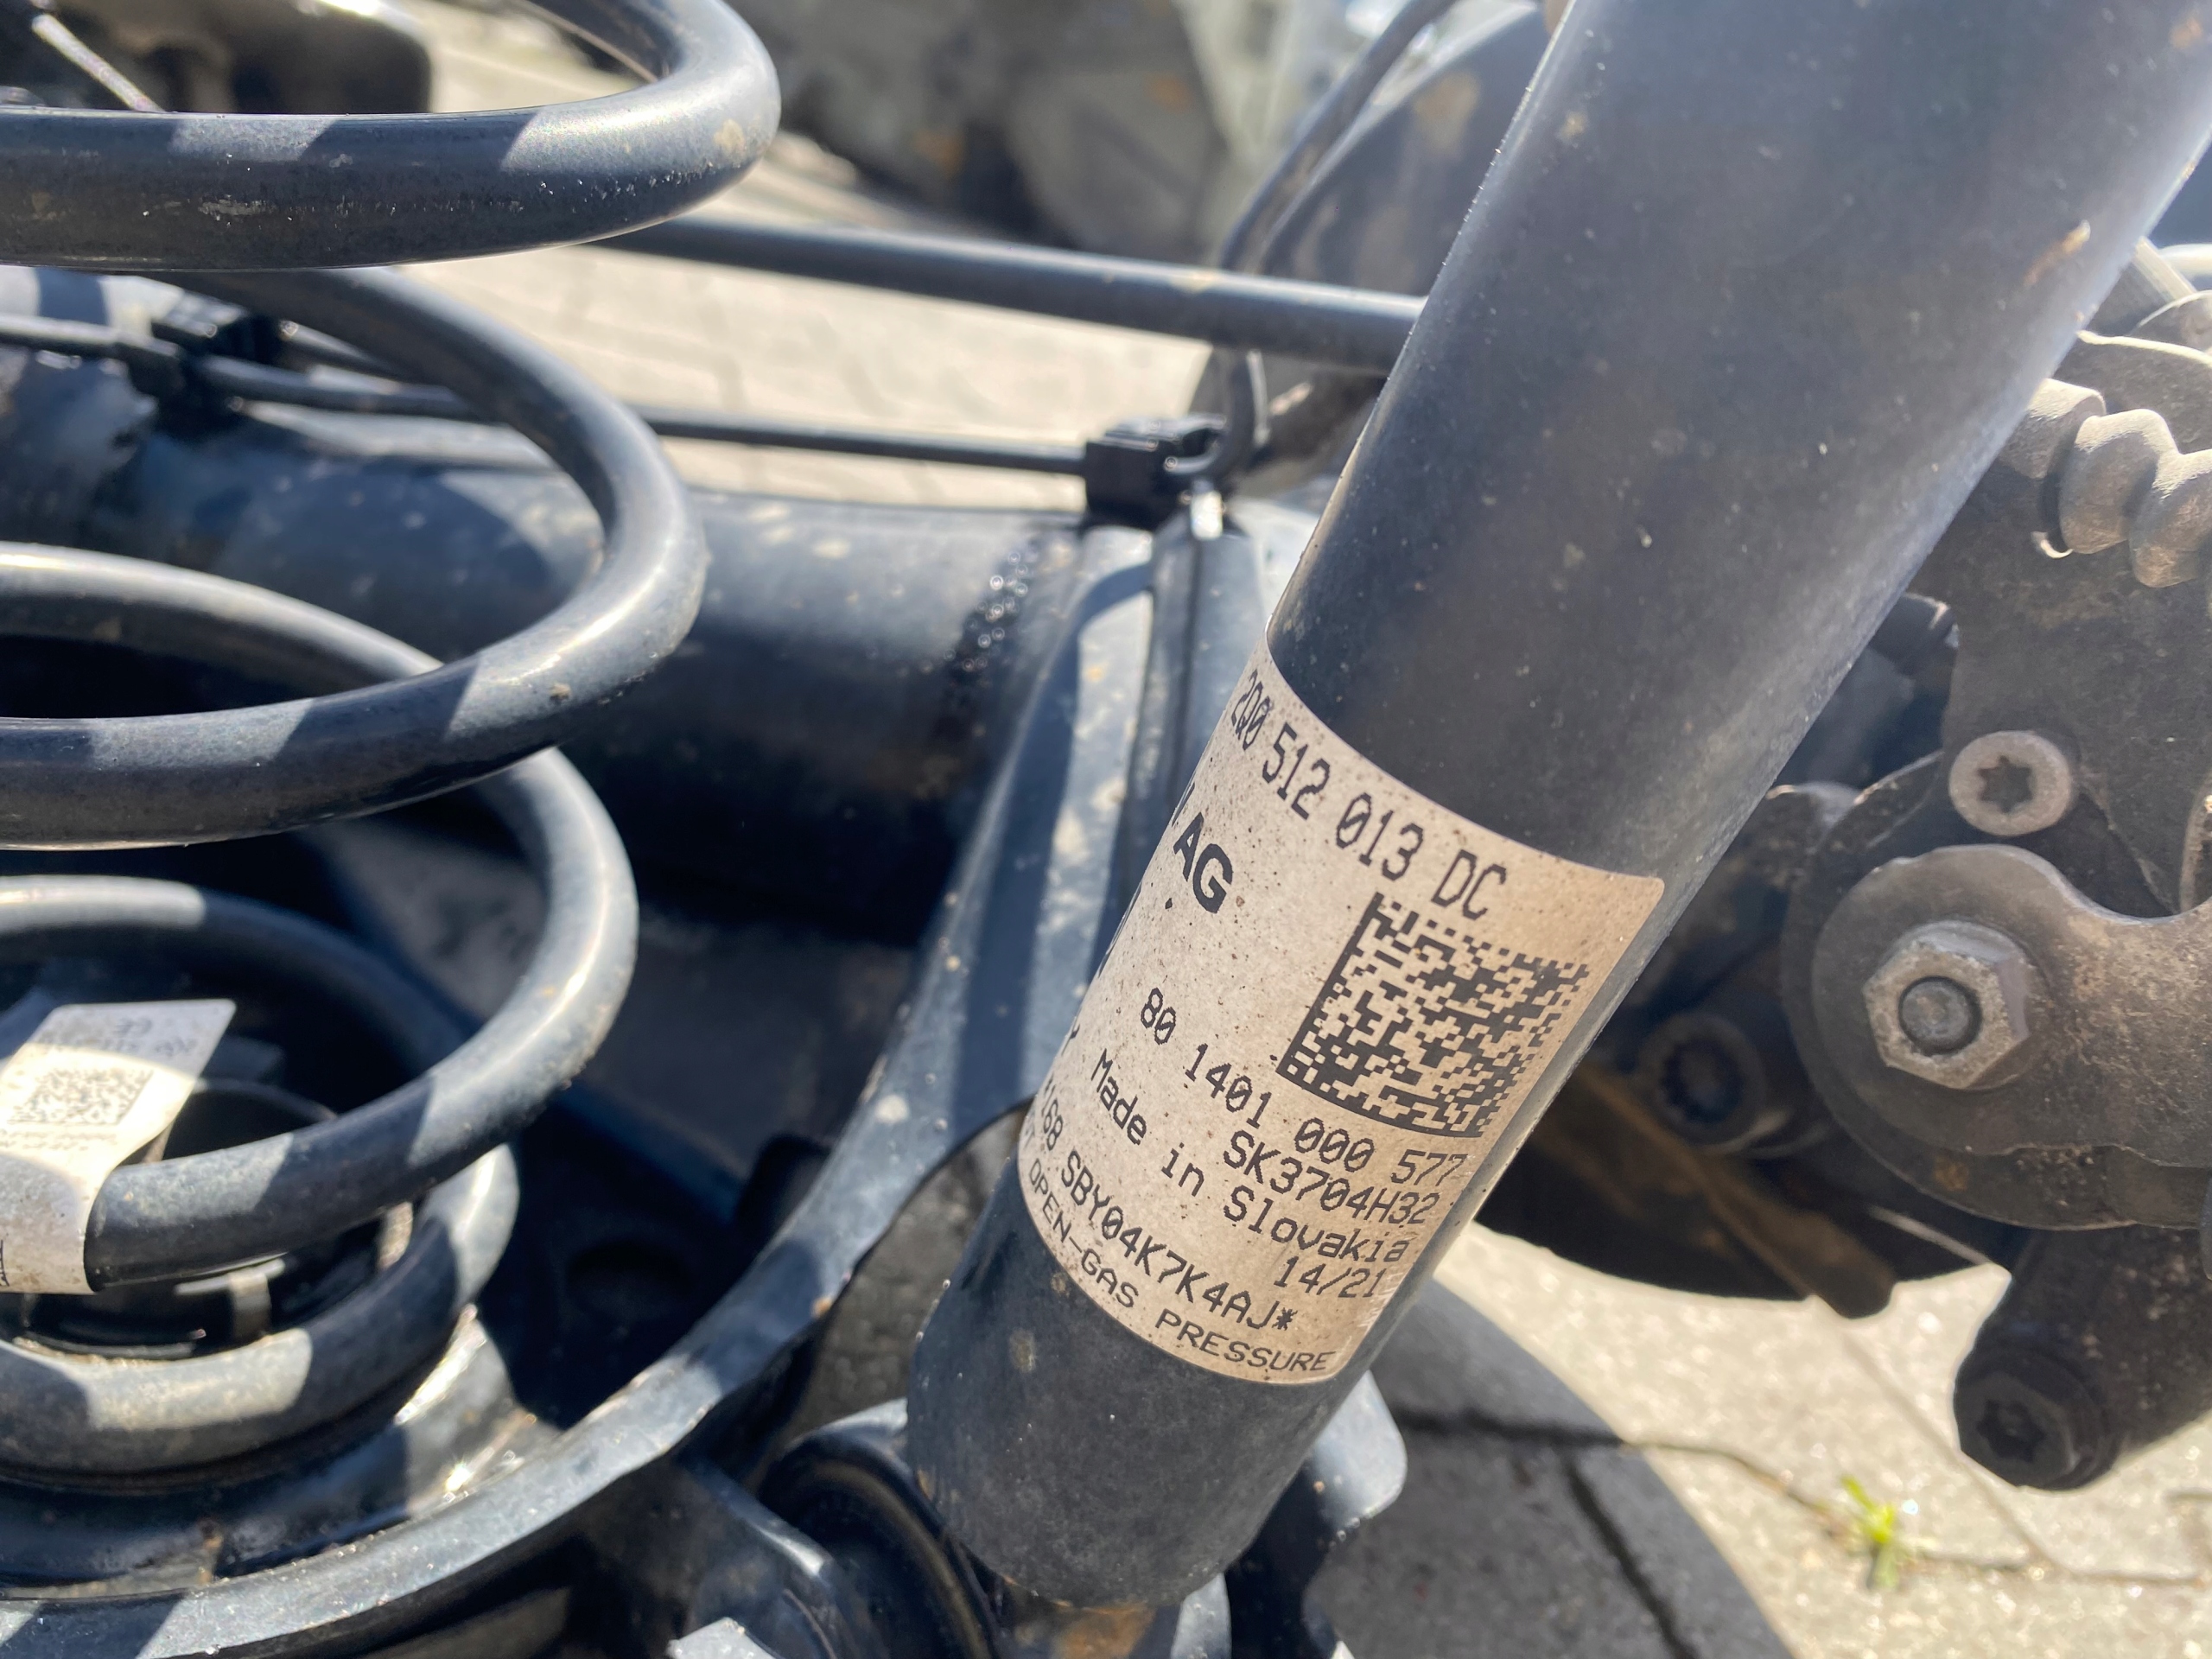 2Q0 512 013 DC
AG
80 1401 000 577
SK3704H32
Made in Slovakia
14/21
168 SBY04K7K4AJ*
OPEN-GAS PRESSURE